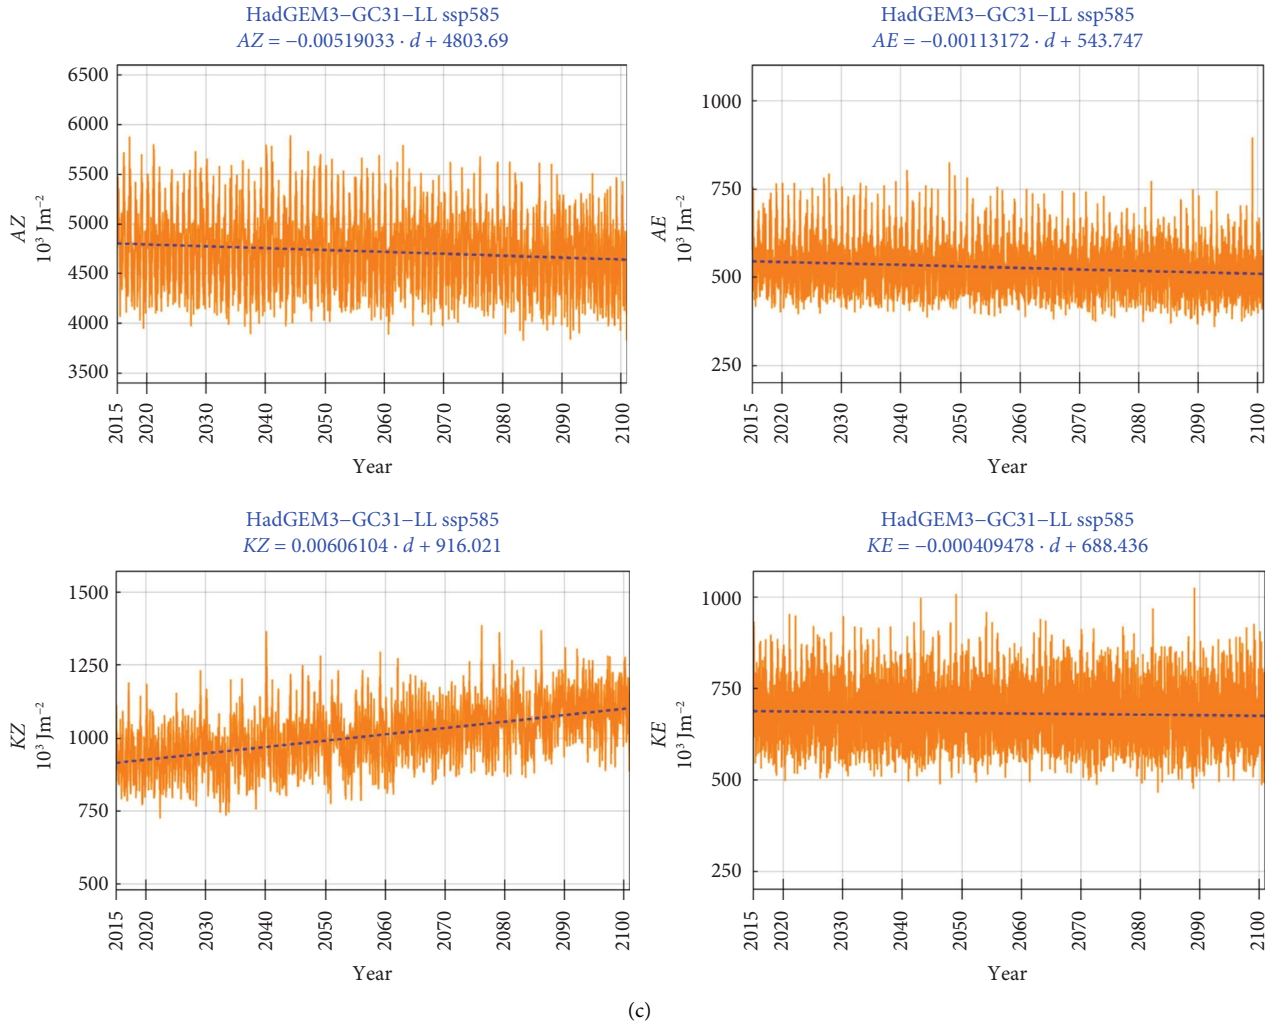 HadGEM3−GC31−LL ssp585
AZ = −0.00519033 · d + 4803.69
6500
6000
5500
5000
4500
4000
3500
AZ
10³ Jm⁻²
2015
2020
2030
2040
2050
2060
2070
2080
2090
2100
Year
HadGEM3−GC31−LL ssp585
AE = −0.00113172 · d + 543.747
1000
750
500
250
AE
10³ Jm⁻²
2015
2020
2030
2040
2050
2060
2070
2080
2090
2100
Year
HadGEM3−GC31−LL ssp585
KZ = 0.00606104 · d + 916.021
1500
1250
1000
750
500
KZ
10³ Jm⁻²
2015
2020
2030
2040
2050
2060
2070
2080
2090
2100
Year
HadGEM3−GC31−LL ssp585
KE = −0.000409478 · d + 688.436
1000
750
500
250
KE
10³ Jm⁻²
2015
2020
2030
2040
2050
2060
2070
2080
2090
2100
Year
(c)